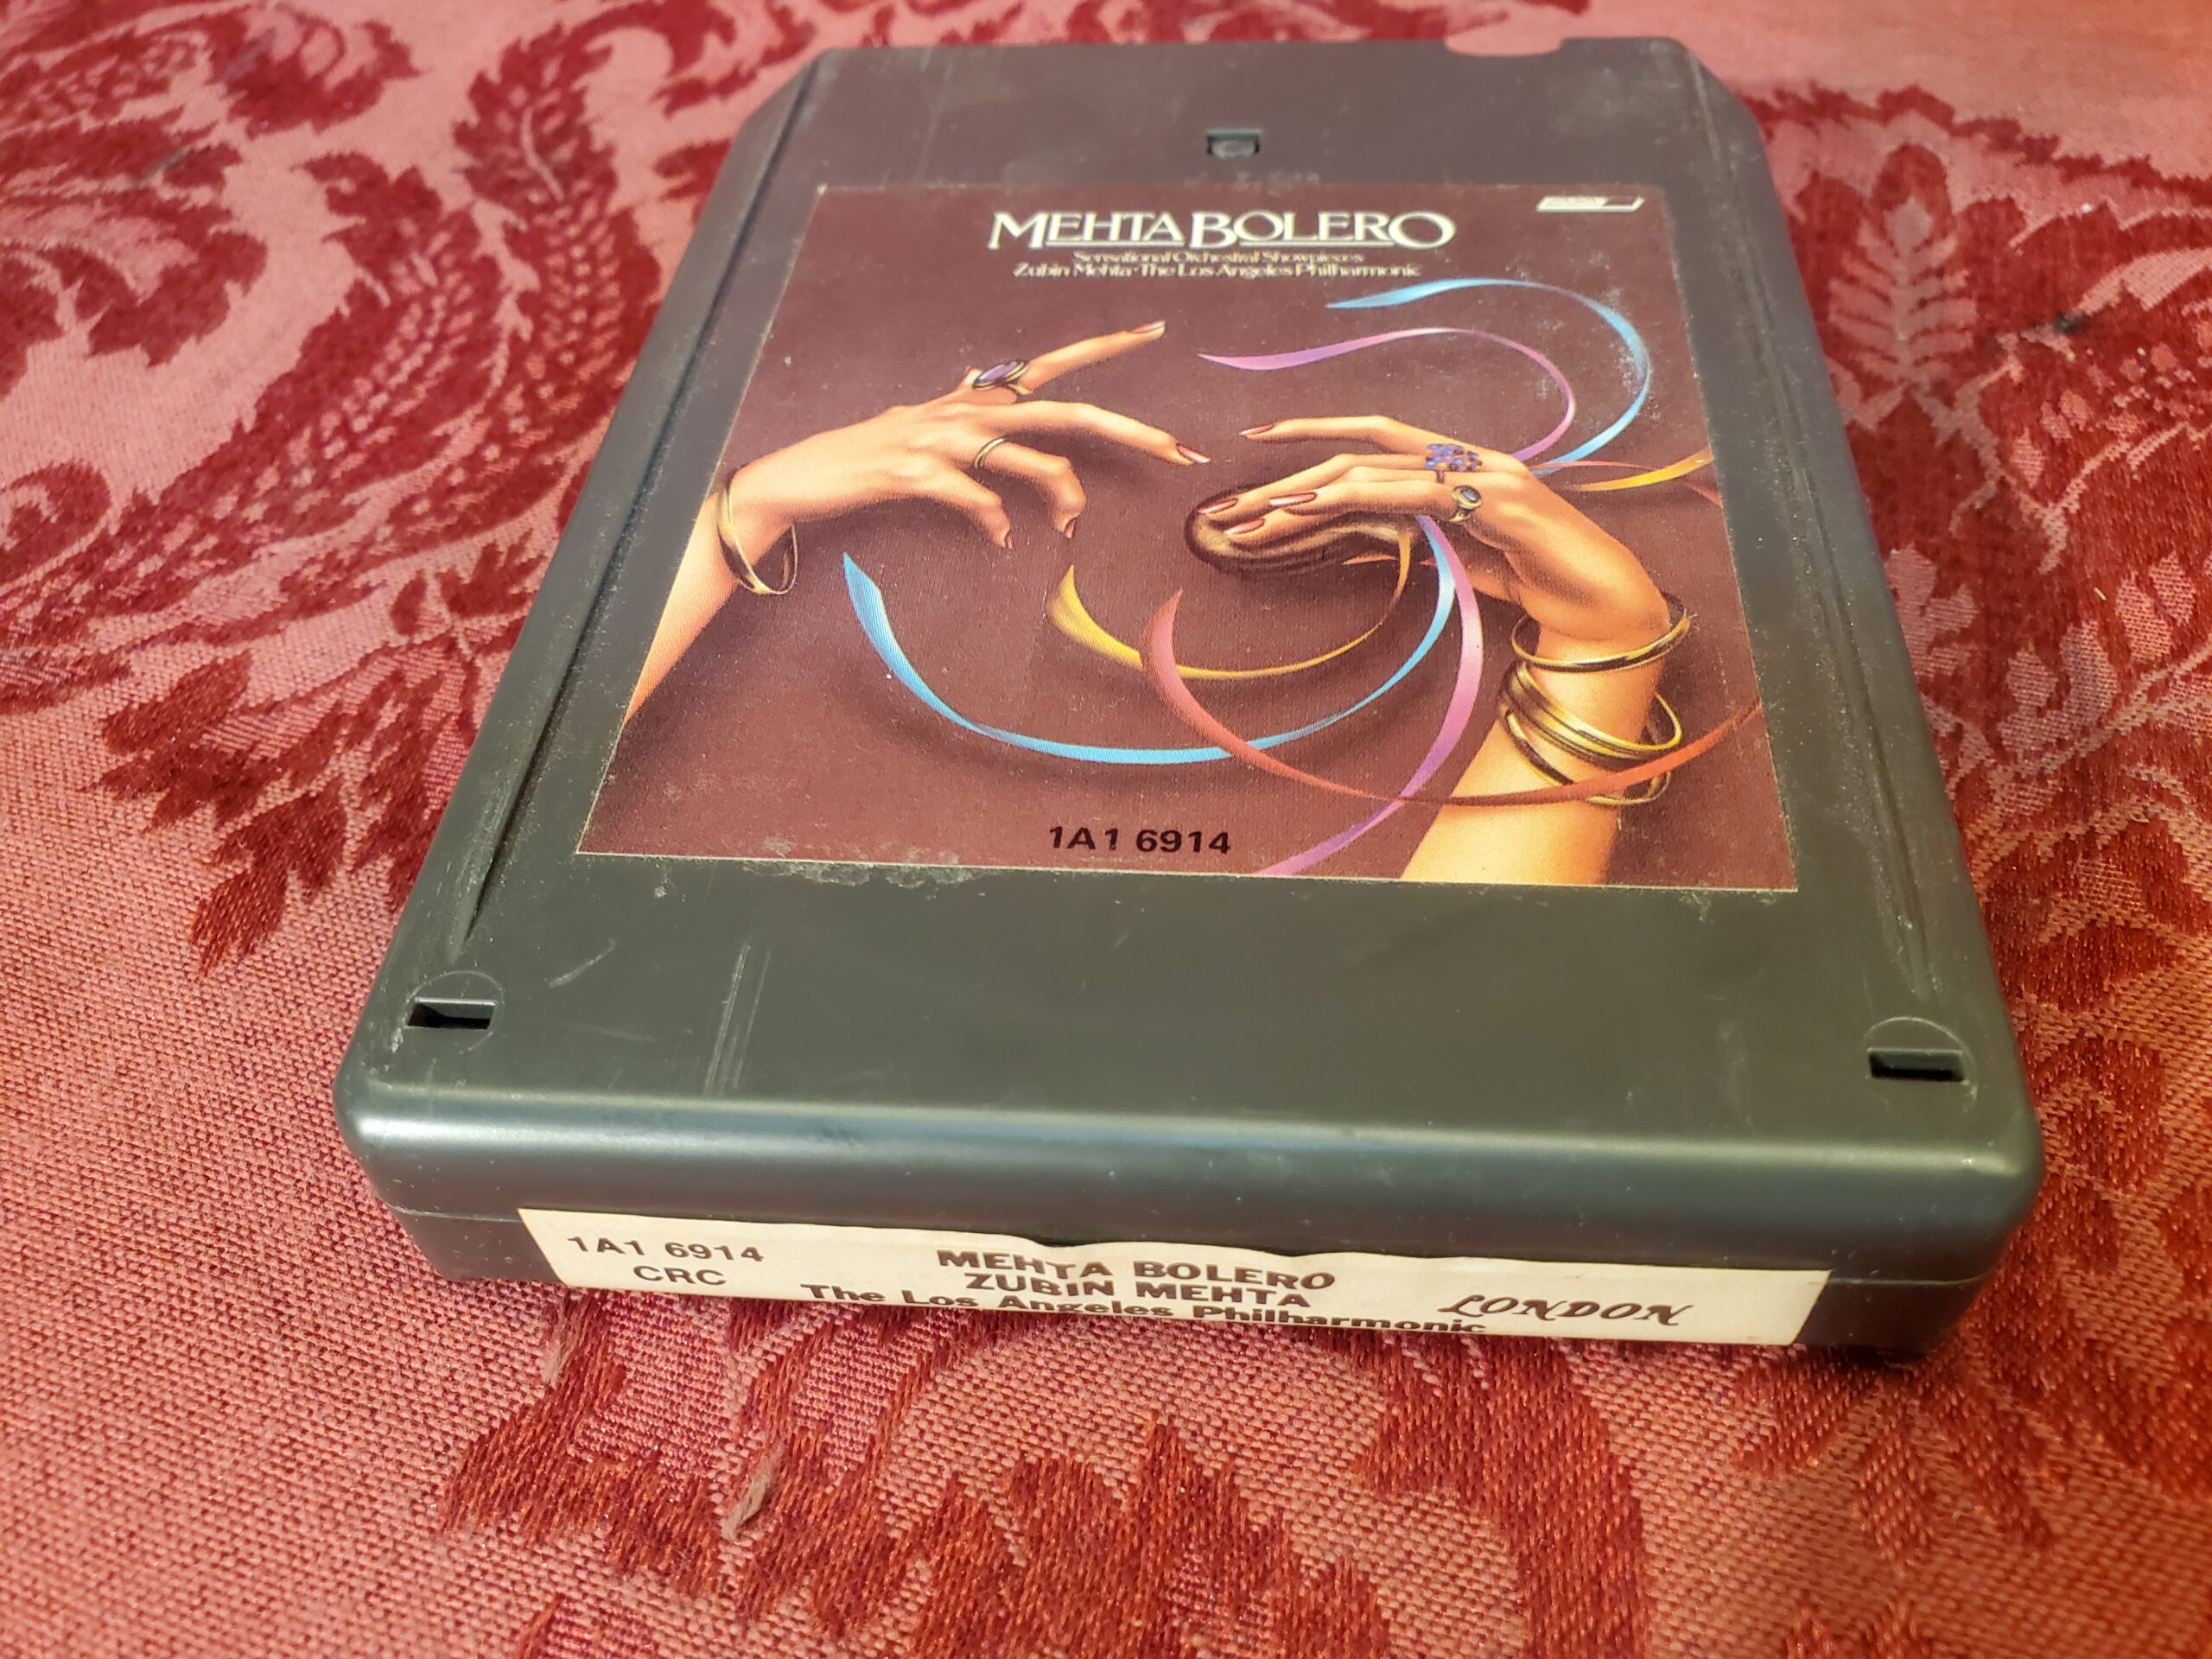 MEHTA BOLERO
Sensational Orchestral Showpieces
Zubin Mehta · The Los Angeles Philharmonic
1A1 6914
1A1 6914
CRC
MEHTA BOLERO
ZUBIN MEHTA
The Los Angeles Philharmonic
LONDON